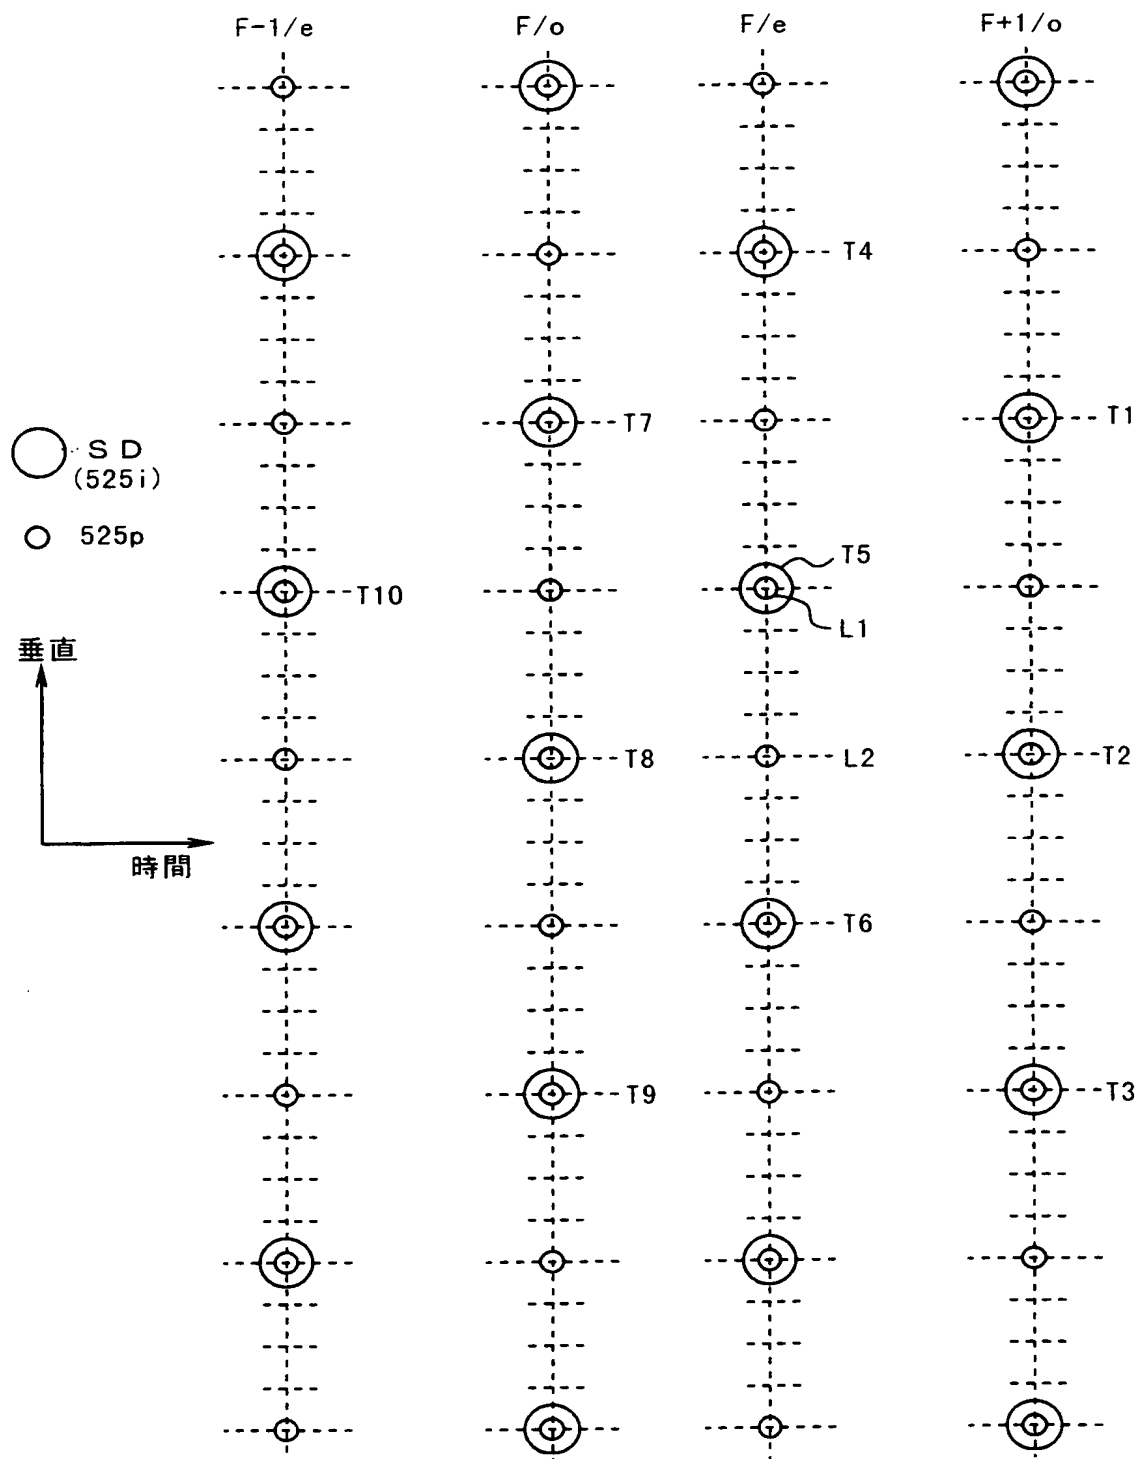 F-1/e F/o F/e F+1/o
T4
T7 T1
SD
(525i)
525p
T5
T10
L1
垂直
T8 L2 T2
時間
T6
T9 T3